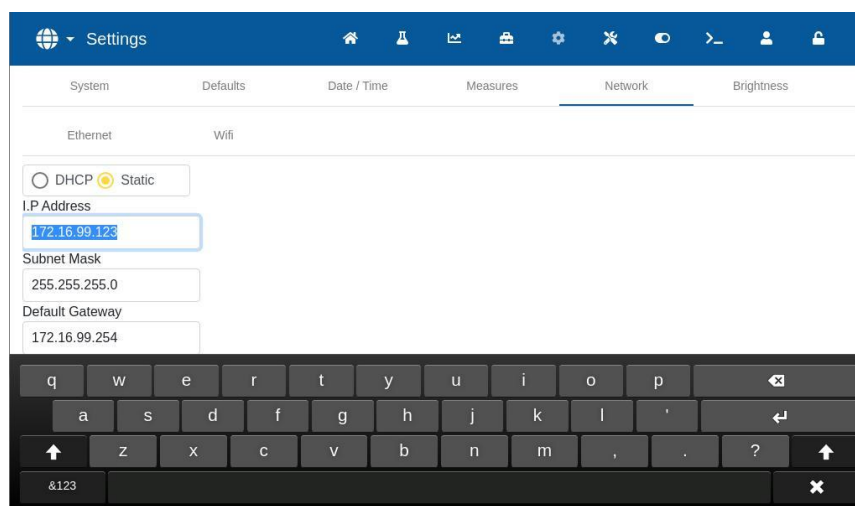 Settings >_
System Defaults Date / Time Measures Network Brightness
Ethernet Wifi
DHCP Static
I.P Address
172.16.99.123
Subnet Mask
255.255.255.0
Default Gateway
172.16.99.254
q w e r t y u i o p
a s d f g h j k l '
z x c v b n m , . ?
&123